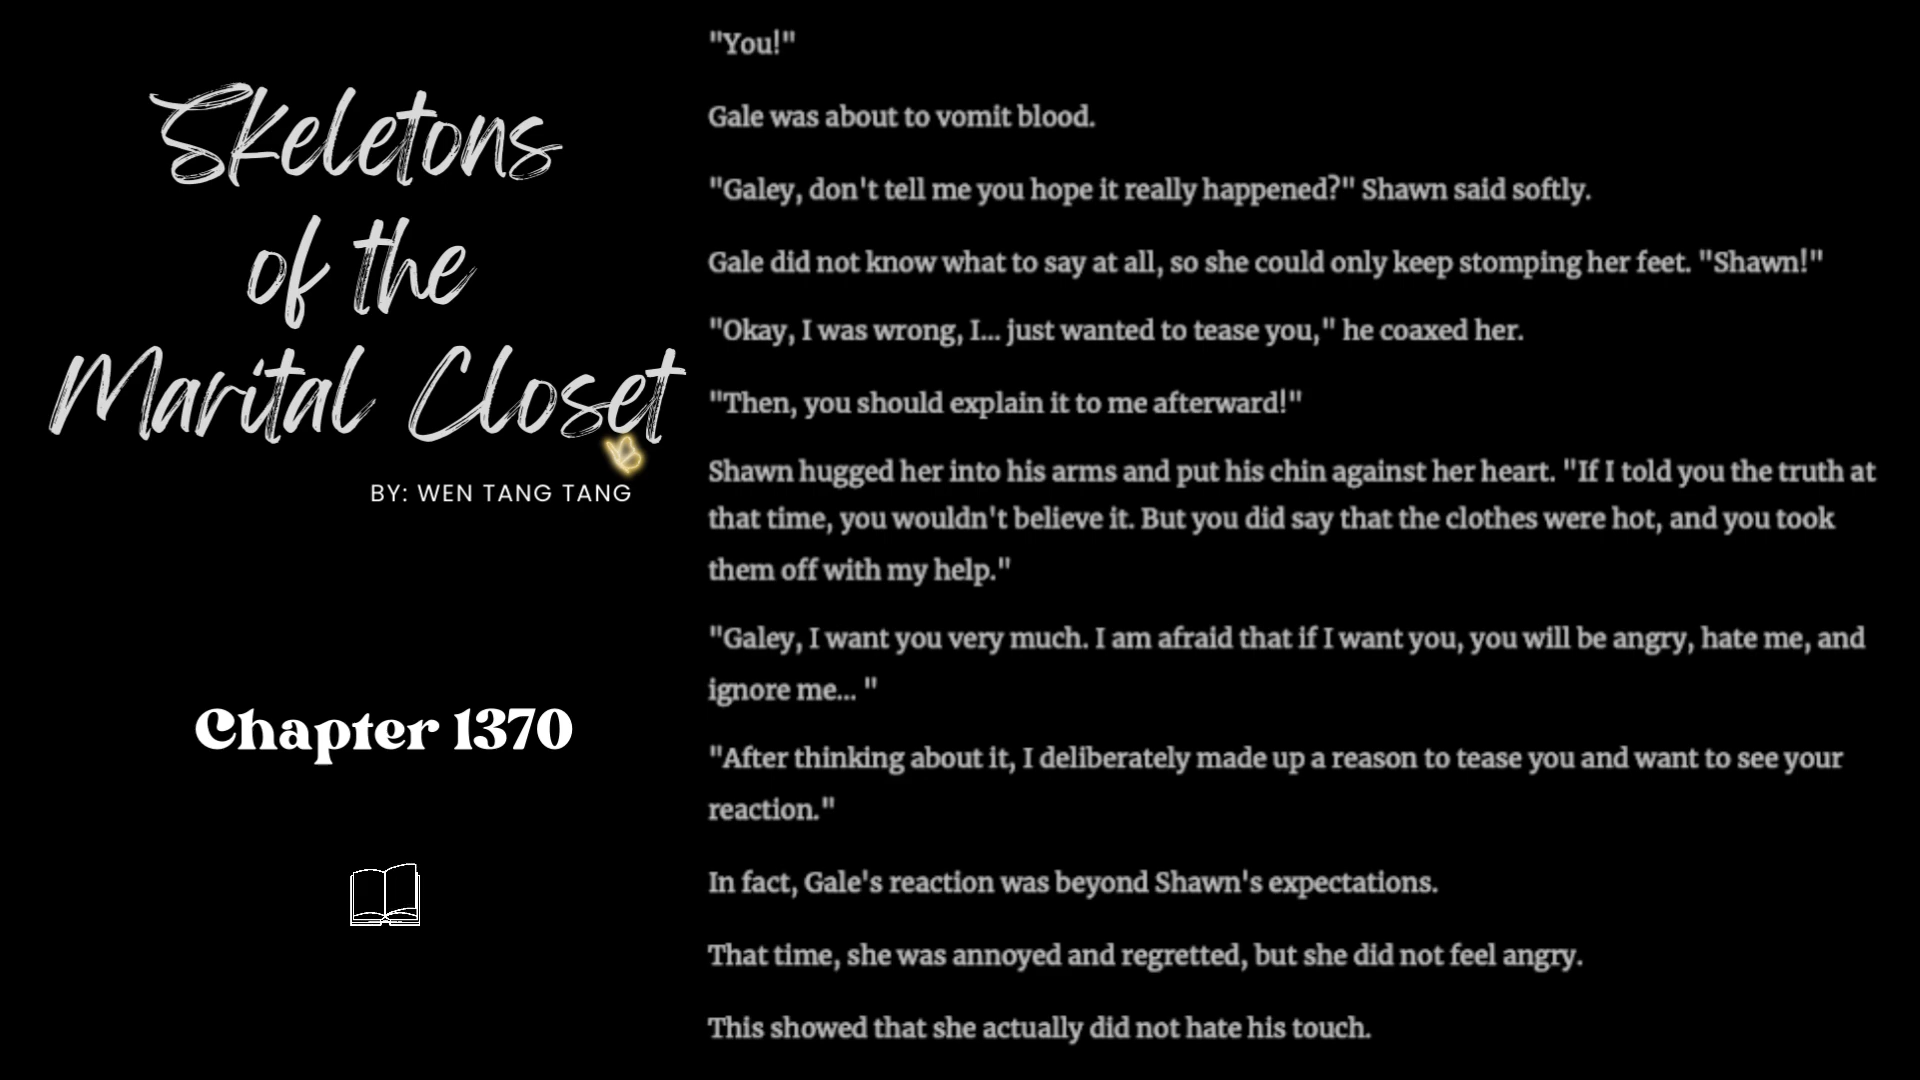 Skeletons
of the
Marital Closet
BY: WEN TANG TANG
Chapter 1370
"You!"
Gale was about to vomit blood.
"Galey, don't tell me you hope it really happened?" Shawn said softly.
Gale did not know what to say at all, so she could only keep stomping her feet. "Shawn!"
"Okay, I was wrong, I... just wanted to tease you," he coaxed her.
"Then, you should explain it to me afterward!"
Shawn hugged her into his arms and put his chin against her heart. "If I told you the truth at
that time, you wouldn't believe it. But you did say that the clothes were hot, and you took
them off with my help."
"Galey, I want you very much. I am afraid that if I want you, you will be angry, hate me, and
ignore me... "
"After thinking about it, I deliberately made up a reason to tease you and want to see your
reaction."
In fact, Gale's reaction was beyond Shawn's expectations.
That time, she was annoyed and regretted, but she did not feel angry.
This showed that she actually did not hate his touch.